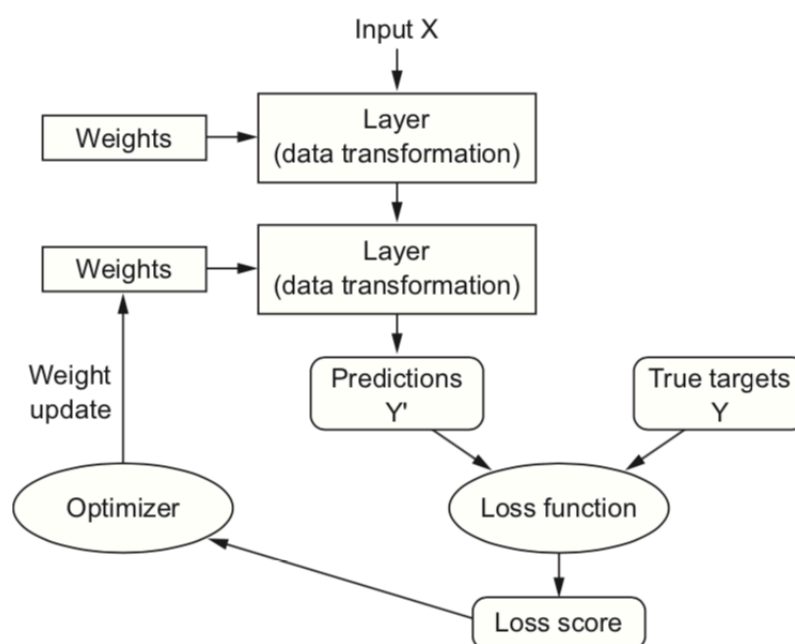 Input X
Weights
Layer
(data transformation)
Weights
Layer
(data transformation)
Weight
update
Predictions
Y'
True targets
Y
Optimizer
Loss function
Loss score